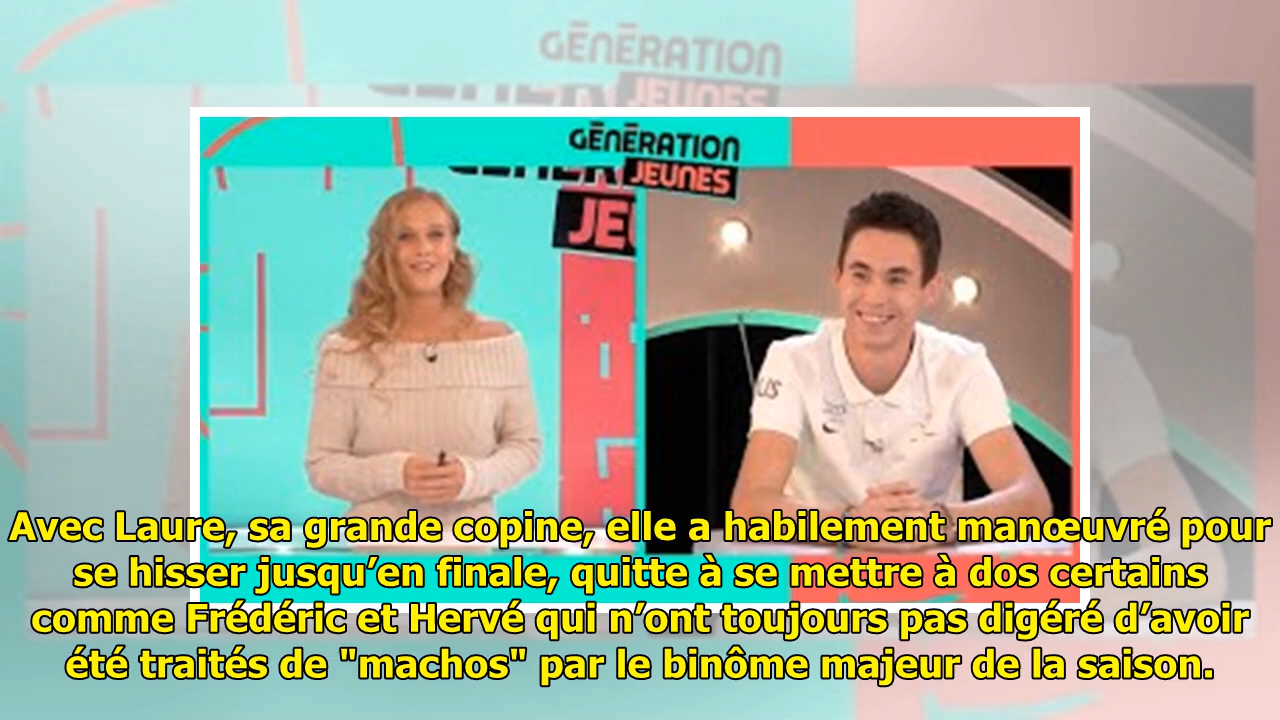 GÉNÉRATION
JEUNES
GÉNÉRATION
JEUNES
JEU
US
Avec Laure, sa grande copine, elle a habilement manœuvré pour
se hisser jusqu’en finale, quitte à se mettre à dos certains
comme Frédéric et Hervé qui n’ont toujours pas digéré d’avoir
été traités de "machos" par le binôme majeur de la saison.